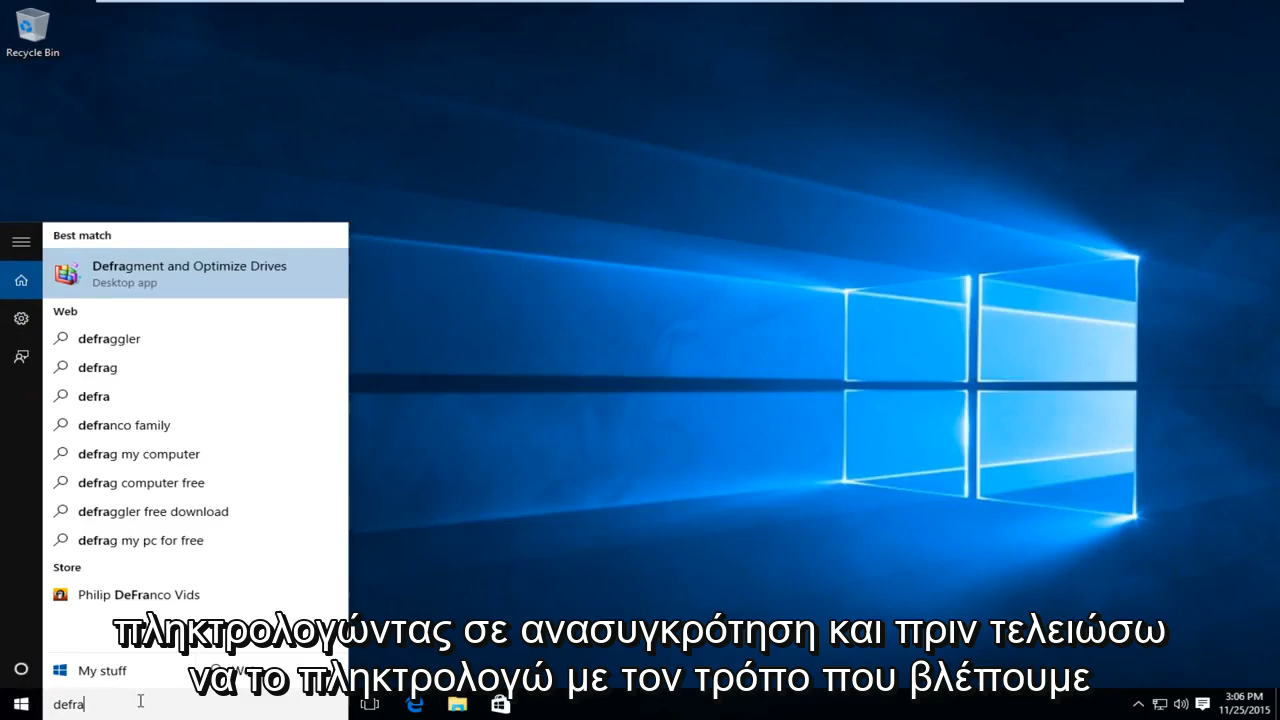 Recycle Bin
Best match
Defragment and Optimize Drives
Desktop app
Web
defraggler
defrag
defra
defranco family
defrag my computer
defrag computer free
defraggler free download
defrag my pc for free
Store
Philip DeFranco Vids
πληκτρολογώντας σε ανασυγκρότηση και πριν τελειώσω
να το πληκτρολογώ με τον τρόπο που βλέπουμε
My stuff
defra
3:06 PM
11/25/2015